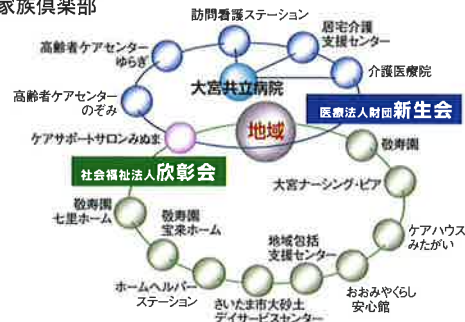 家族倶楽部
訪問看護ステーション
高齢者ケアセンター
ゆらぎ
居宅介護
支援センター
大宮共立病院
介護医療院
高齢者ケアセンター
のぞみ
医療法人財団 新生会
ケアサポートサロンみぬま
地域
敬寿園
社会福祉法人 欣彰会
大宮ナーシング・ピア
敬寿園
七里ホーム
敬寿園
宝来ホーム
ケアハウス
みたがい
地域包括
支援センター
ホームヘルパー
ステーション
おおみやくらし
安心館
さいたま市大砂土
デイサービスセンター